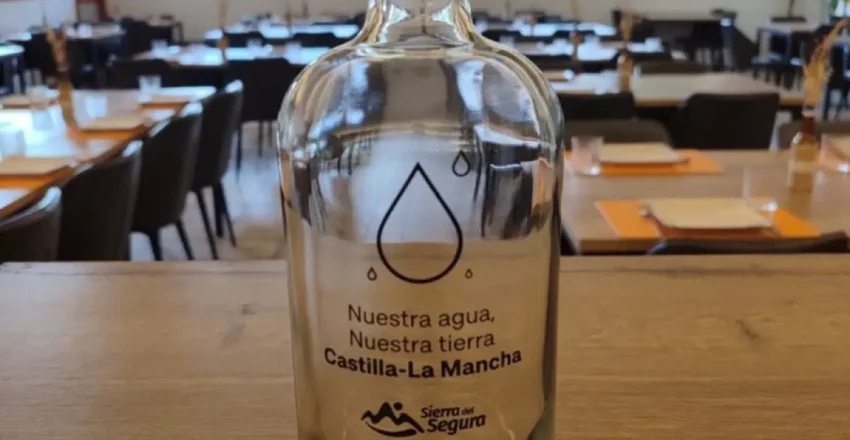 Nuestra agua,
Nuestra tierra
Castilla-La Mancha
Sierra del
Segura